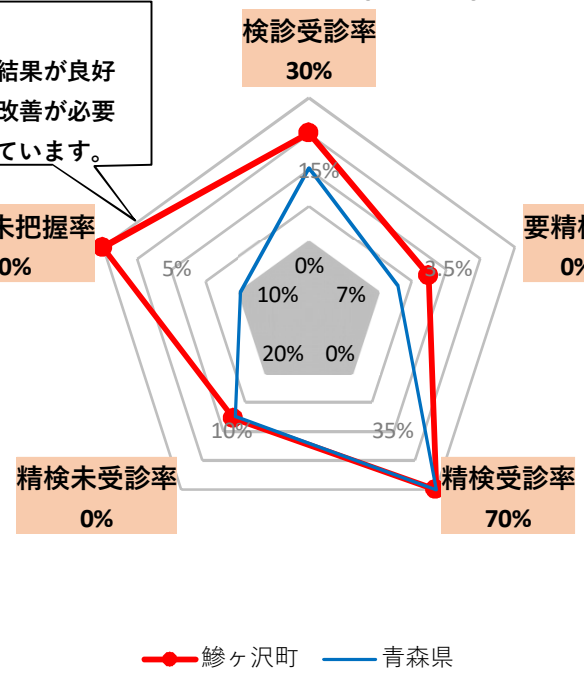 検診受診率
30%
結果が良好
改善が必要
ています。
15%
未把握率
0%
要精検
0%
5%
3.5%
0%
10%
7%
20%
0%
10%
35%
精検未受診率
0%
精検受診率
70%
鰺ヶ沢町
青森県